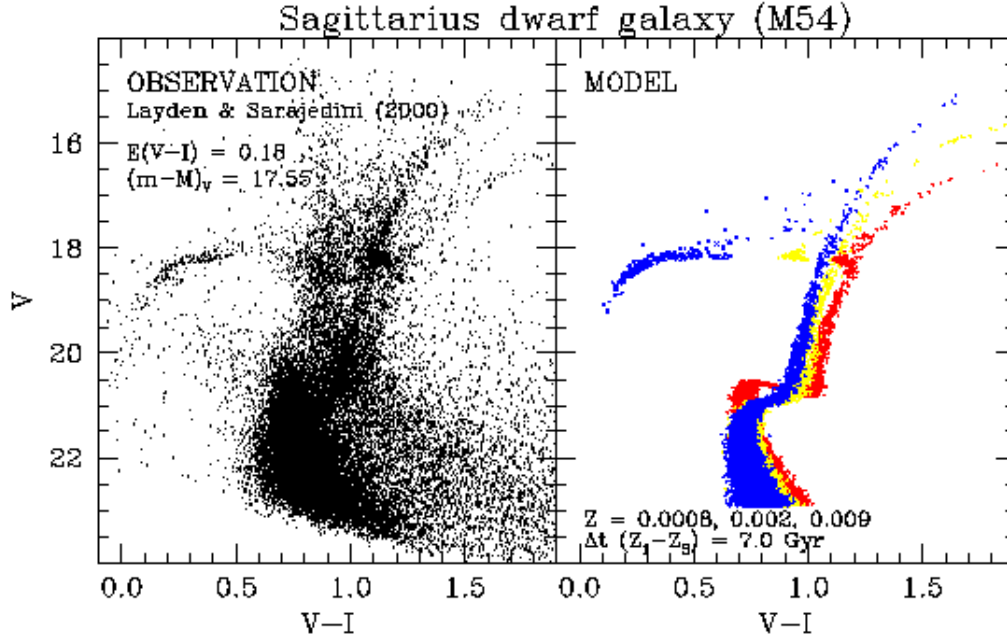 Sagittarius dwarf galaxy (M54)
OBSERVATION
Layden & Sarajedini (2000)
E(V-I) = 0.18
(m-M)V = 17.55
MODEL
Z = 0.0008, 0.002, 0.009
Δt (Z1-Z3) = 7.0 Gyr
V
16
18
20
22
0.0 0.5 1.0 1.5
0.0 0.5 1.0 1.5
V-I
V-I